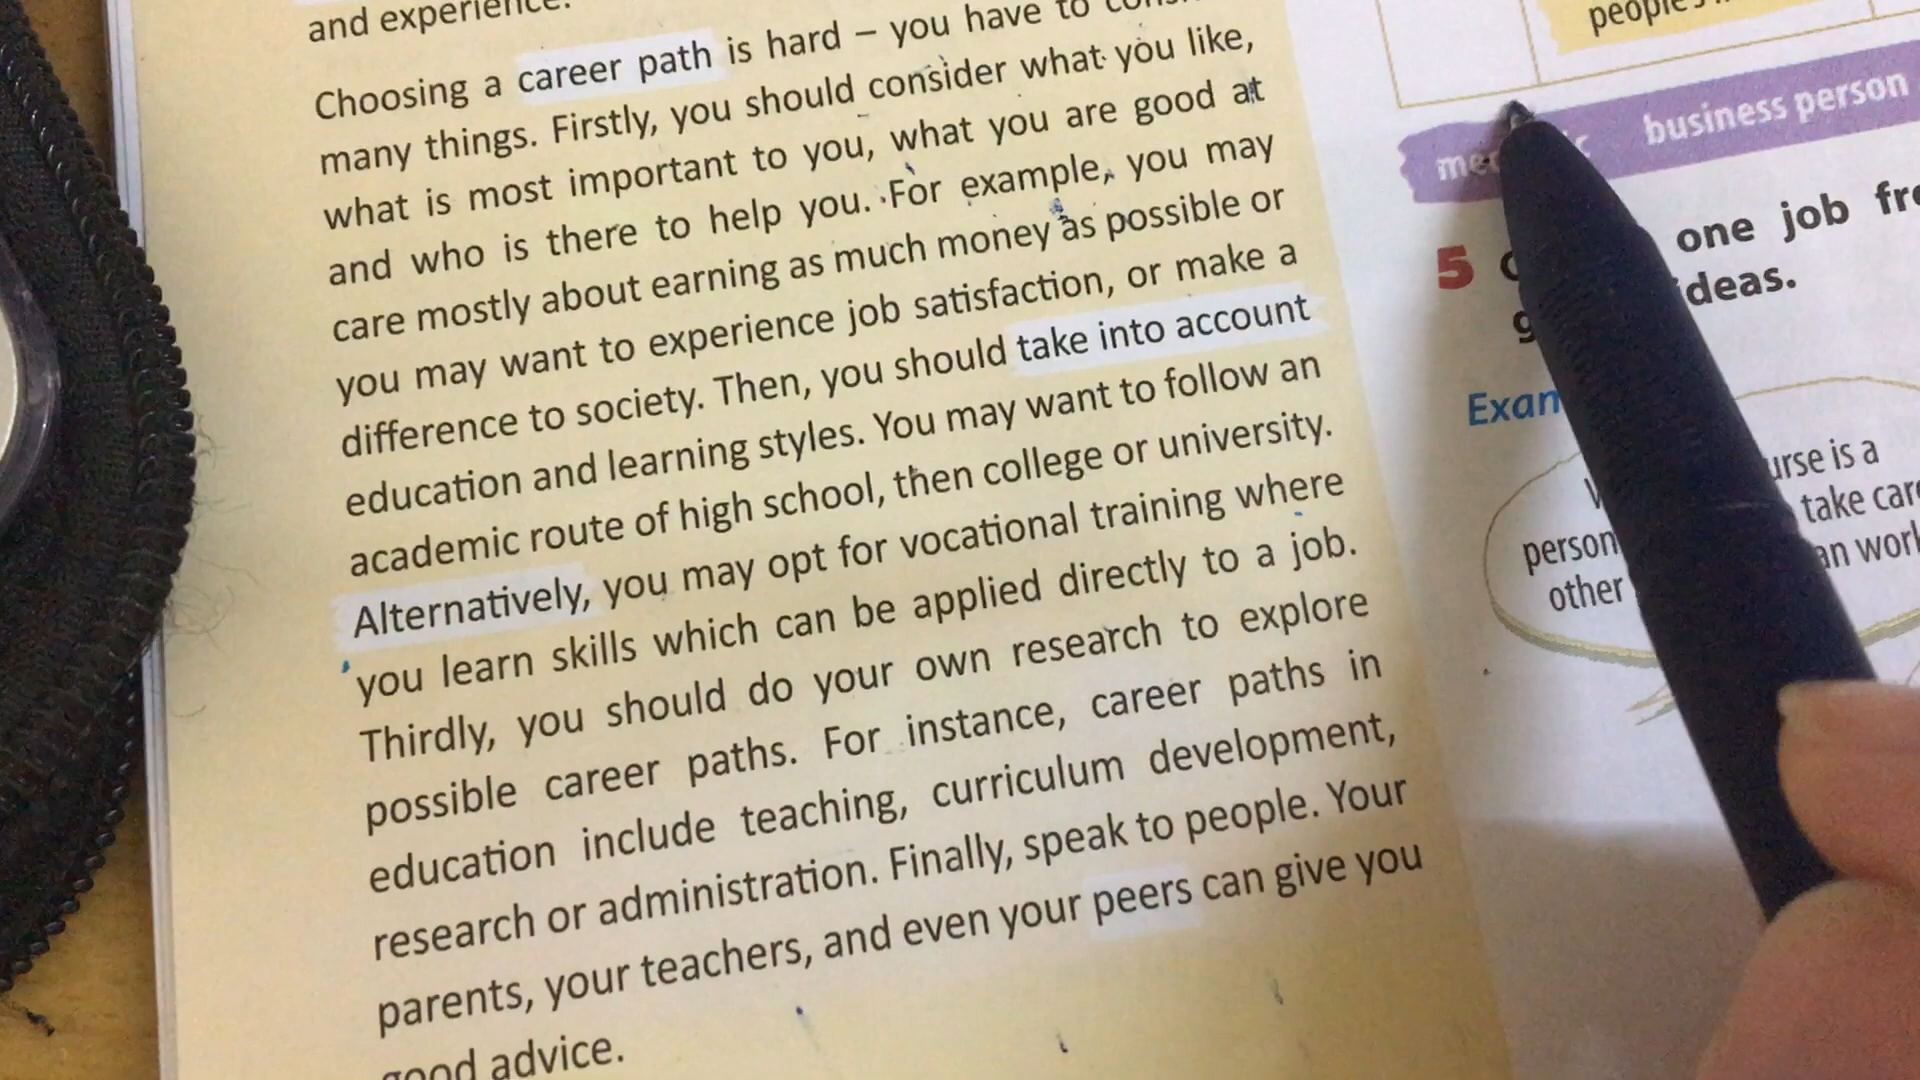 and experience.
Choosing a career path is hard – you have to
many things. Firstly, you should consider what you like,
what is most important to you, what you are good at
and who is there to help you. For example, you may
care mostly about earning as much money as possible or
you may want to experience job satisfaction, or make a
difference to society. Then, you should take into account
education and learning styles. You may want to follow an
academic route of high school, then college or university.
Alternatively, you may opt for vocational training where
you learn skills which can be applied directly to a job.
Thirdly, you should do your own research to explore
possible career paths. For instance, career paths in
education include teaching, curriculum development,
research or administration. Finally, speak to people. Your
parents, your teachers, and even your peers can give you
good advice.
business person
5 one job
is a
person take
other